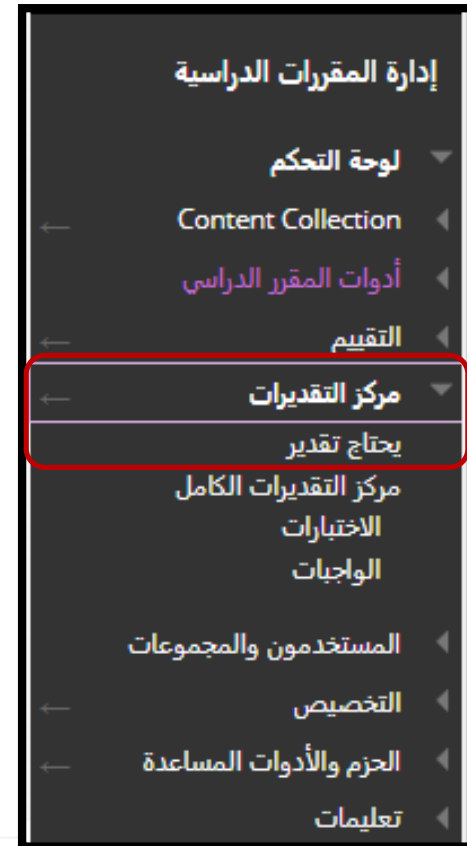 إدارة المقررات الدراسية
لوحة التحكم
Content Collection
أدوات المقرر الدراسي
التقييم
مركز التقديرات
يحتاج تقدير
مركز التقديرات الكامل
الاختبارات
الواجبات
المستخدمون والمجموعات
التخصيص
الحزم والأدوات المساعدة
تعليمات